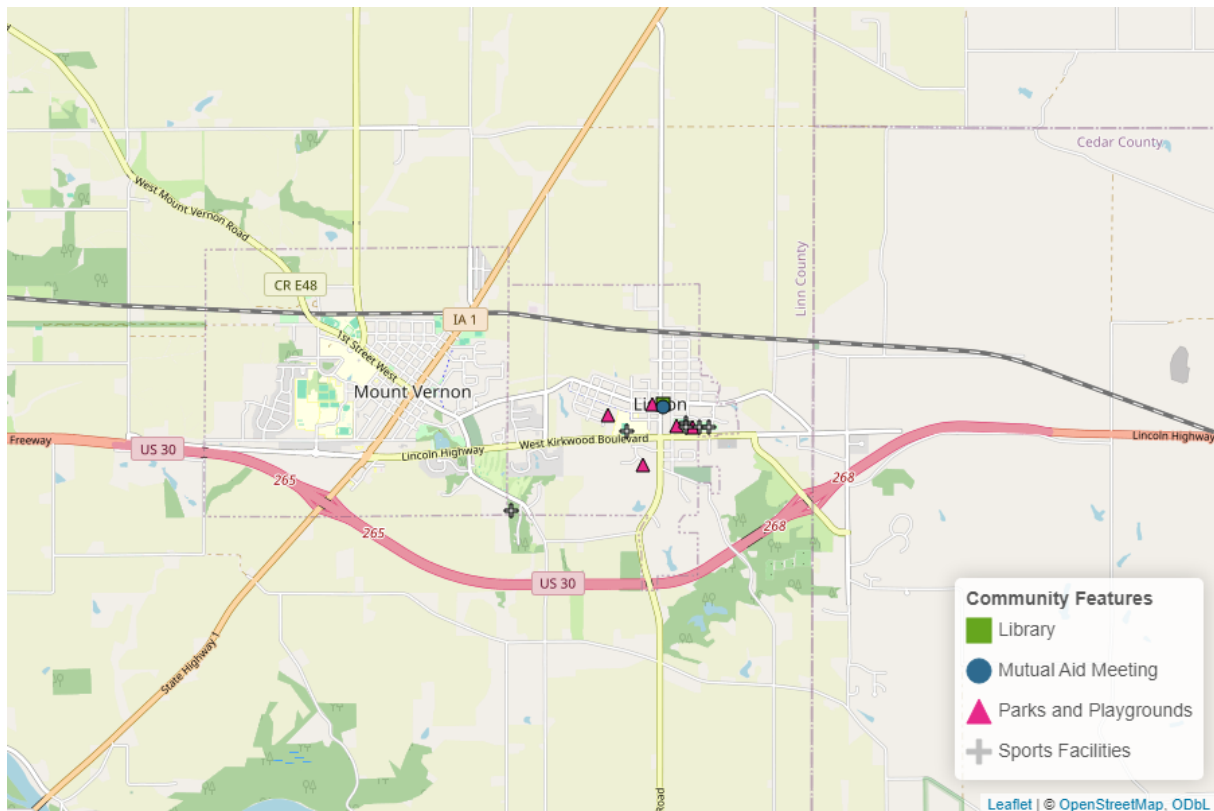 Cedar County
West Mount Vernon Road
Linn County
CR E48
IA 1
1st Street West
Mount Vernon
Freeway
US 30
Lincoln Highway
West Kirkwood Boulevard
Lincoln Highway
265
268
265
268
US 30
State Highway 1
Road
Community Features
Library
Mutual Aid Meeting
Parks and Playgrounds
Sports Facilities
Leaflet | © OpenStreetMap, ODbL